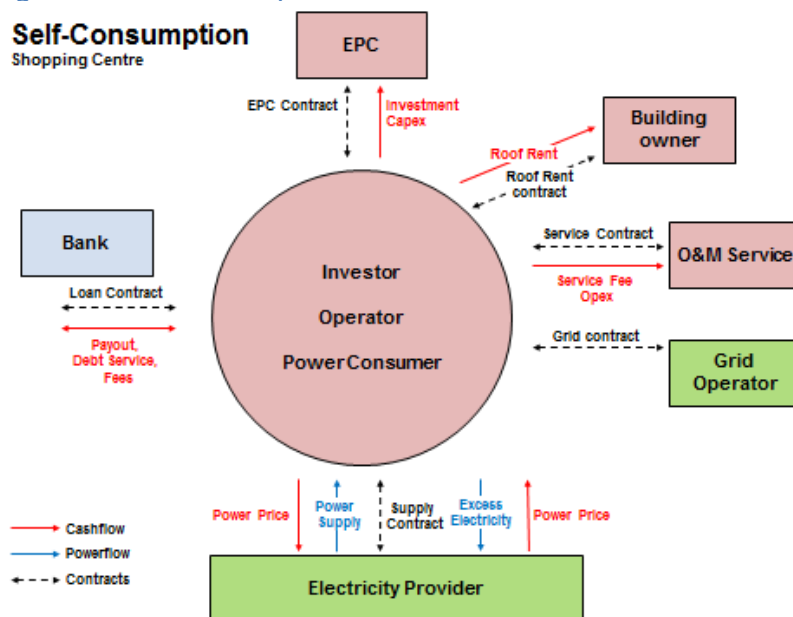 Self-Consumption
Shopping Centre
EPC
EPC Contract
Investment
Capex
Building
owner
Roof Rent
Roof Rent
contract
Bank
Service Contract
O&M Service
Service Fee
Opex
Loan Contract
Payout,
Debt Service,
Fees
Investor
Operator
Power Consumer
Grid contract
Grid
Operator
Power Price
Power
Supply
Supply
Contract
Excess
Electricity
Power Price
Cashflow
Powerflow
Contracts
Electricity Provider